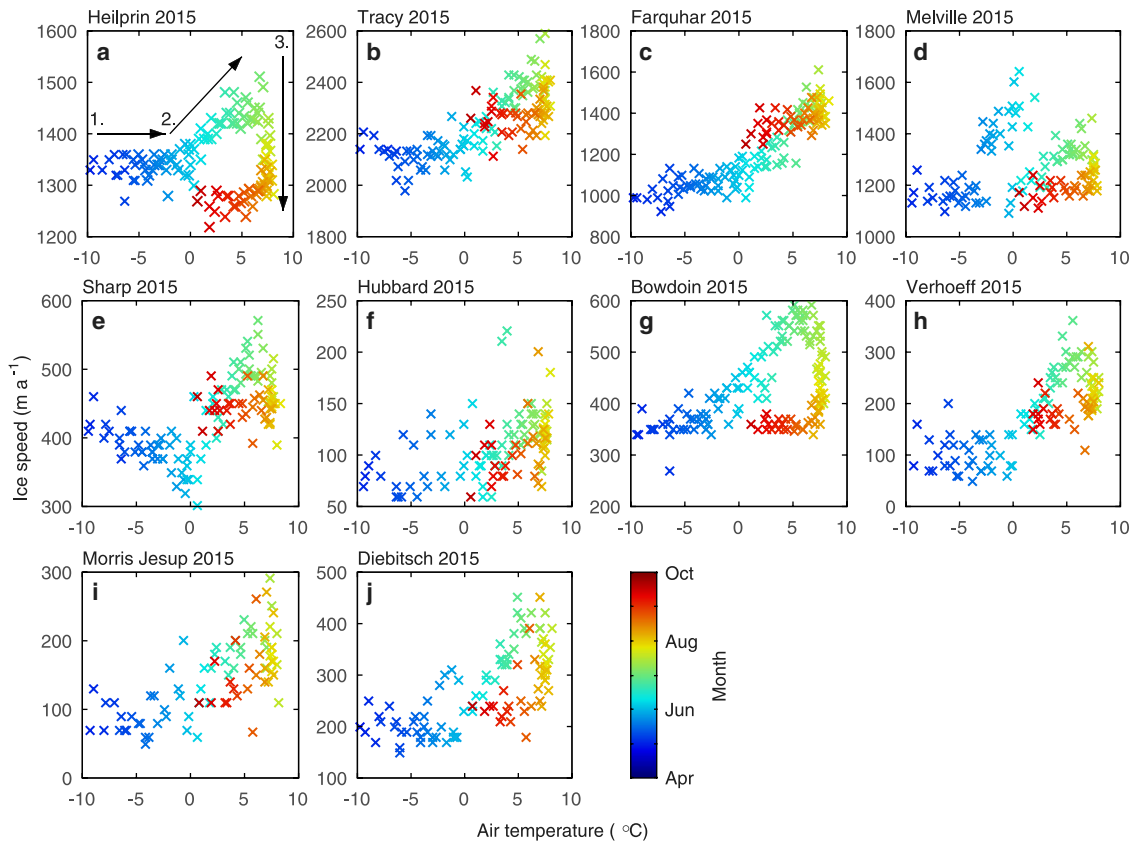 Heilprin 2015
Tracy 2015
Farquhar 2015
Melville 2015
a
1.
2.
3.
b
c
d
1600
1500
1400
1300
1200
-10 -5 0 5 10
2600
2400
2200
2000
1800
-10 -5 0 5 10
1800
1600
1400
1200
1000
800
-10 -5 0 5 10
1800
1600
1400
1200
1000
-10 -5 0 5 10
Sharp 2015
Hubbard 2015
Bowdoin 2015
Verhoeff 2015
e
f
g
h
Ice speed (m a⁻¹)
600
500
400
300
-10 -5 0 5 10
250
200
150
100
50
-10 -5 0 5 10
600
500
400
300
200
-10 -5 0 5 10
400
300
200
100
0
-10 -5 0 5 10
Morris Jesup 2015
Diebitsch 2015
i
j
300
200
100
0
-10 -5 0 5 10
500
400
300
200
100
-10 -5 0 5 10
Oct
Aug
Jun
Apr
Month
Air temperature ( °C)